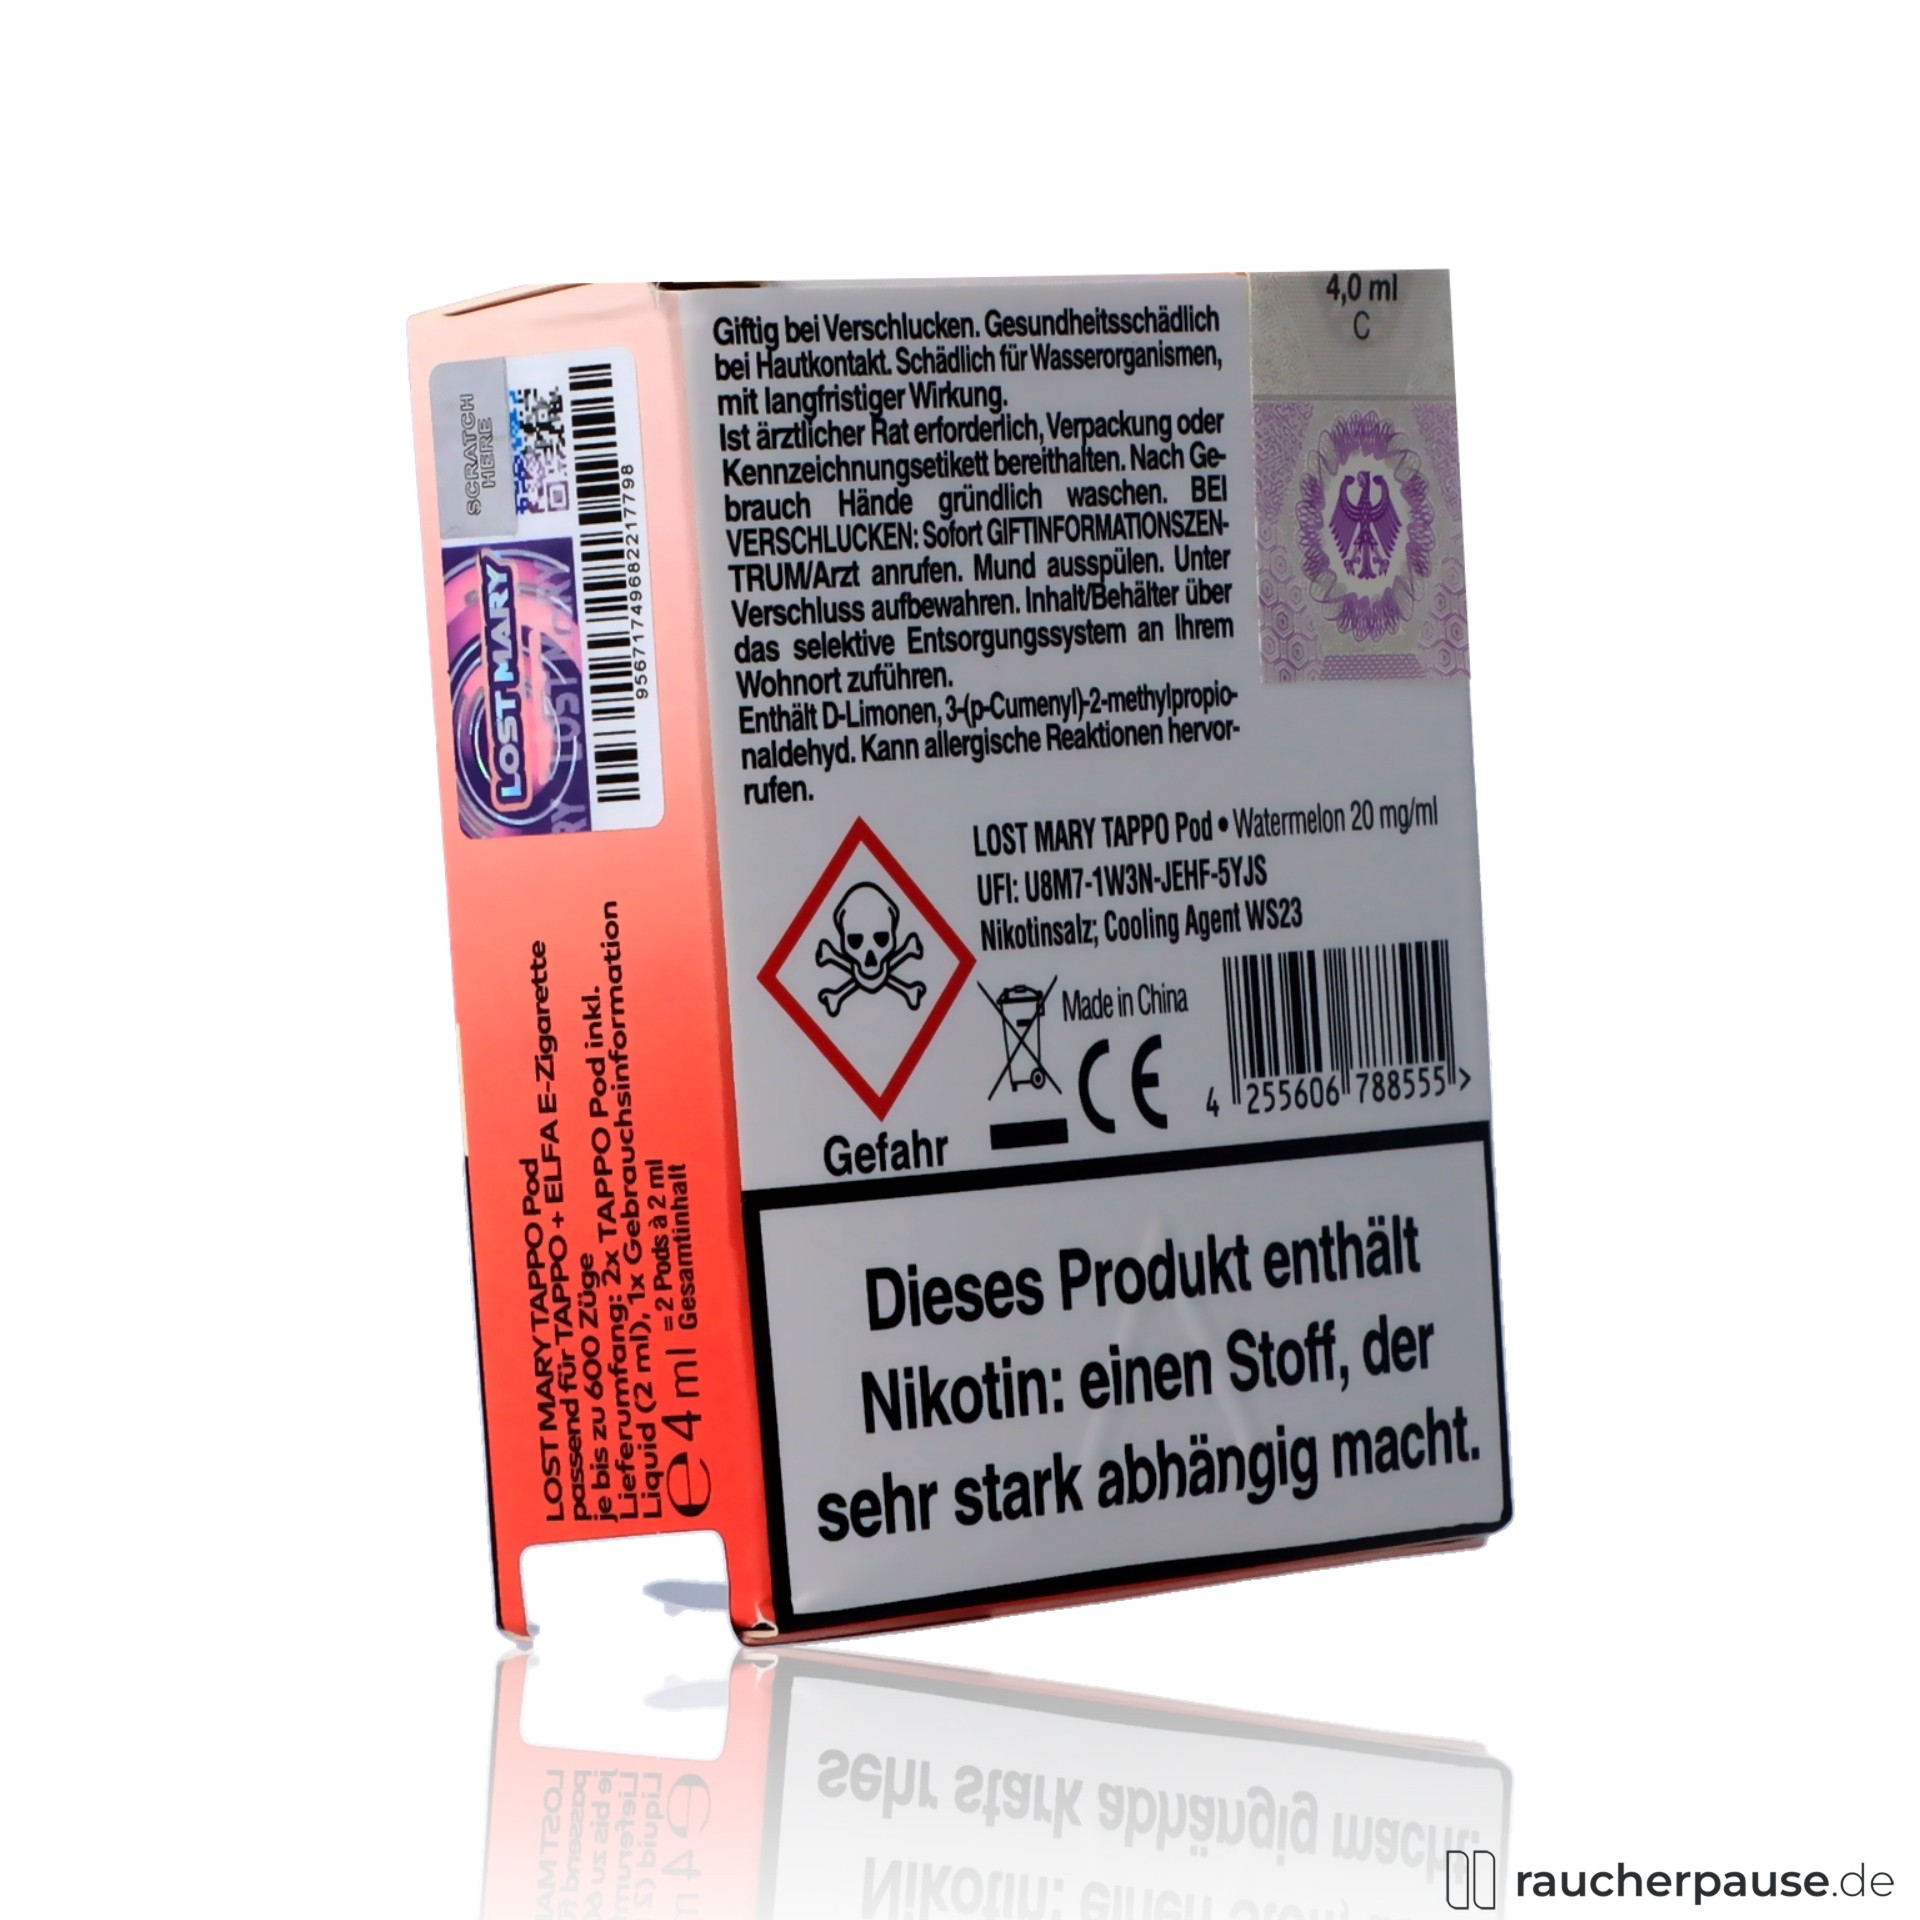 SCRATCH
HERE
LOST MARY
9567174968221 7798
LOST MARY TAPPO Pod
passend für TAPPO + ELFA E-Zigarette
je bis zu 600 Züge
Lieferumfang: 2x TAPPO Pod inkl.
Liquid (2 ml), 1x Gebrauchsinformation
e 4 ml = 2 Pods à 2 ml
Gesamtinhalt
4,0 ml
C
Giftig bei Verschlucken. Gesundheitsschädlich
bei Hautkontakt. Schädlich für Wasserorganismen,
mit langfristiger Wirkung.
Ist ärztlicher Rat erforderlich, Verpackung oder
Kennzeichnungsetikett bereithalten. Nach Ge-
brauch Hände gründlich waschen. BEI
VERSCHLUCKEN: Sofort GIFTINFORMATIONSZEN-
TRUM/Arzt anrufen. Mund ausspülen. Unter
Verschluss aufbewahren. Inhalt/Behälter über
das selektive Entsorgungssystem an Ihrem
Wohnort zuführen.
Enthält D-Limonen, 3-(p-Cumenyl)-2-methylpropio-
naldehyd. Kann allergische Reaktionen hervor-
rufen.
LOST MARY TAPPO Pod • Watermelon 20 mg/ml
UFI: U8M7-1W3N-JEHF-5YJS
Nikotinsalz; Cooling Agent WS23
Made in China
CE
4 255606 788555 >
Gefahr
Dieses Produkt enthält
Nikotin: einen Stoff, der
sehr stark abhängig macht.
raucherpause.de